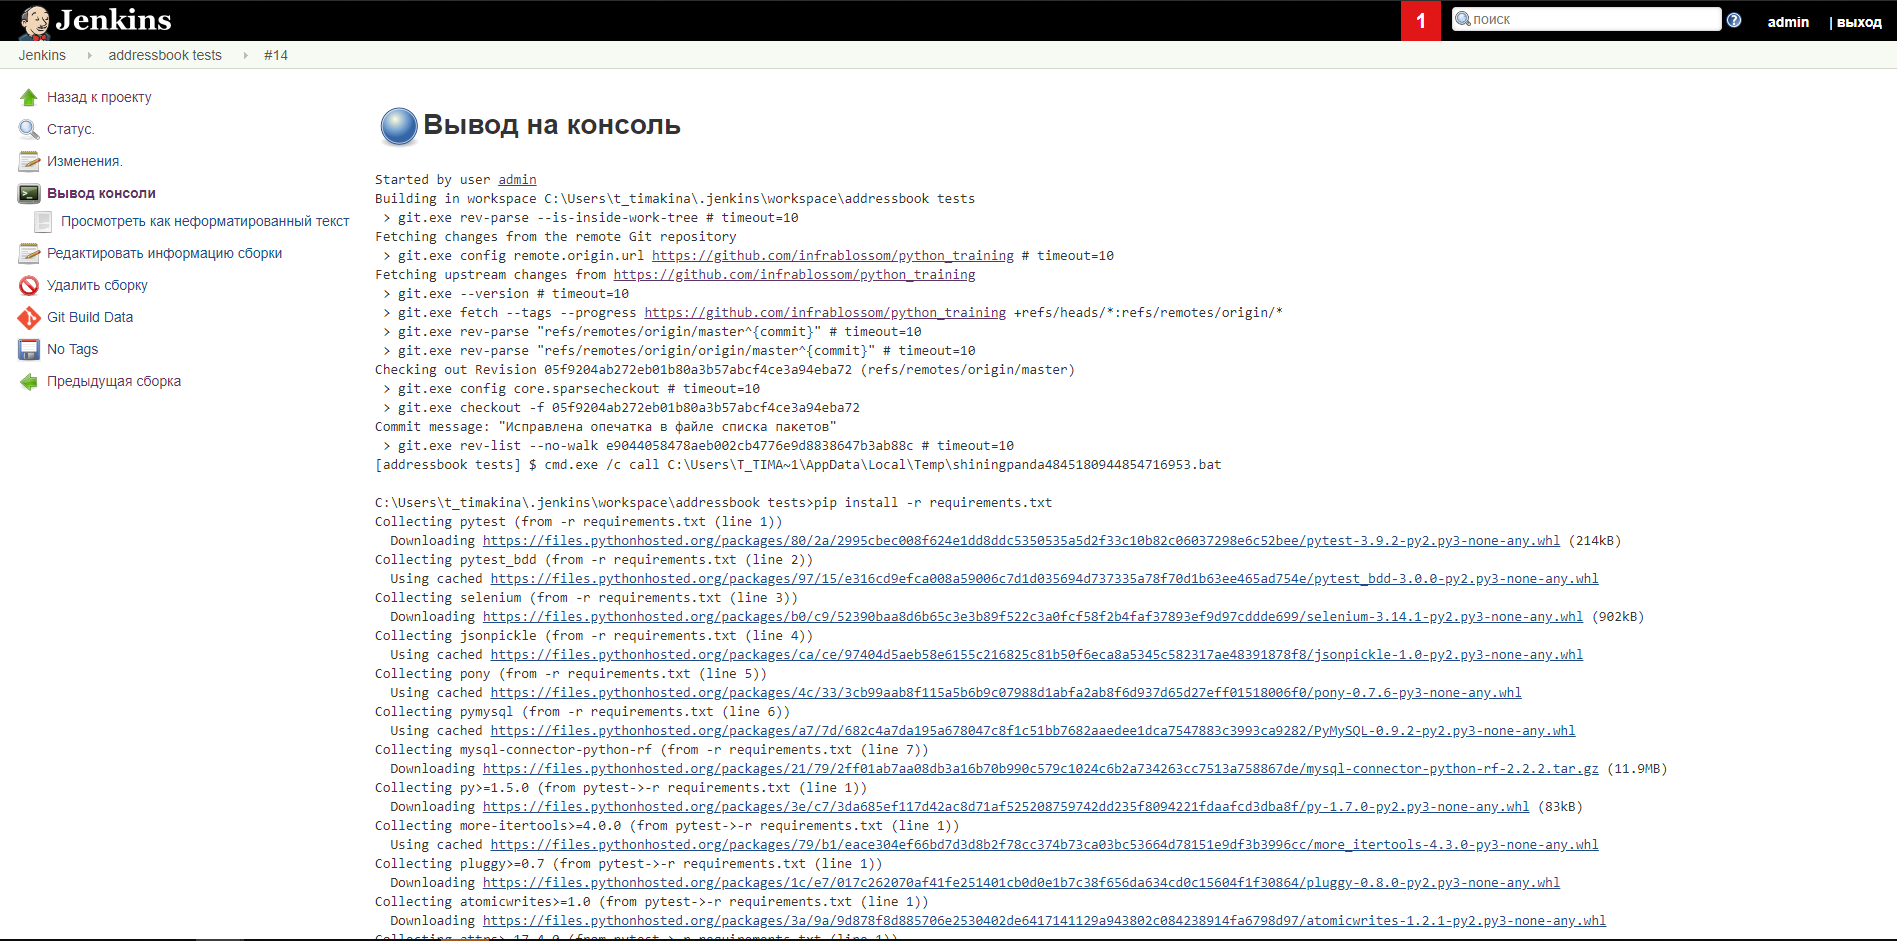 Jenkins
1
поиск
admin
| выход
Jenkins
addressbook tests
#14
Назад к проекту
Статус.
Изменения.
Вывод консоли
Просмотреть как неформатированный текст
Редактировать информацию сборки
Удалить сборку
Git Build Data
No Tags
Предыдущая сборка
Вывод на консоль
Started by user admin
Building in workspace C:\Users\t_timakina\.jenkins\workspace\addressbook tests
> git.exe rev-parse --is-inside-work-tree # timeout=10
Fetching changes from the remote Git repository
> git.exe config remote.origin.url https://github.com/infrablossom/python_training # timeout=10
Fetching upstream changes from https://github.com/infrablossom/python_training
> git.exe --version # timeout=10
> git.exe fetch --tags --progress https://github.com/infrablossom/python_training +refs/heads/*:refs/remotes/origin/*
> git.exe rev-parse "refs/remotes/origin/master^{commit}" # timeout=10
> git.exe rev-parse "refs/remotes/origin/origin/master^{commit}" # timeout=10
Checking out Revision 05f9204ab272eb01b80a3b57abcf4ce3a94eba72 (refs/remotes/origin/master)
> git.exe config core.sparsecheckout # timeout=10
> git.exe checkout -f 05f9204ab272eb01b80a3b57abcf4ce3a94eba72
Commit message: "Исправлена опечатка в файле списка пакетов"
> git.exe rev-list --no-walk e9044058478aeb002cb4776e9d8838647b3ab88c # timeout=10
[addressbook tests] $ cmd.exe /c call C:\Users\T_TIMA~1\AppData\Local\Temp\shiningpanda4845180944854716953.bat
C:\Users\t_timakina\.jenkins\workspace\addressbook tests>pip install -r requirements.txt
Collecting pytest (from -r requirements.txt (line 1))
Downloading https://files.pythonhosted.org/packages/80/2a/2995cbec008f624e1dd8ddc5350535a5d2f33c10b82c06037298e6c52bee/pytest-3.9.2-py2.py3-none-any.whl (214kB)
Collecting pytest_bdd (from -r requirements.txt (line 2))
Using cached https://files.pythonhosted.org/packages/97/15/e316cd9efca008a59006c7d1d035694d737335a78f70d1b63ee465ad754e/pytest_bdd-3.0.0-py2.py3-none-any.whl
Collecting selenium (from -r requirements.txt (line 3))
Downloading https://files.pythonhosted.org/packages/b0/c9/52390baa8d6b65c3e3b89f522c3a0fcf58f2b4faf37893ef9d97cddde699/selenium-3.14.1-py2.py3-none-any.whl (902kB)
Collecting jsonpickle (from -r requirements.txt (line 4))
Using cached https://files.pythonhosted.org/packages/ca/ce/97404d5aeb58e6155c216825c81b50f6eca8a5345c582317ae48391878f8/jsonpickle-1.0-py2.py3-none-any.whl
Collecting pony (from -r requirements.txt (line 5))
Using cached https://files.pythonhosted.org/packages/4c/33/3cb99aab8f115a5b6b9c07988d1abfa2ab8f6d937d65d27eff01518006f0/pony-0.7.6-py3-none-any.whl
Collecting pymysql (from -r requirements.txt (line 6))
Using cached https://files.pythonhosted.org/packages/a7/7d/682c4a7da195a678047c8f1c51bb7682aaedee1dca7547883c3993ca9282/PyMySQL-0.9.2-py2.py3-none-any.whl
Collecting mysql-connector-python-rf (from -r requirements.txt (line 7))
Downloading https://files.pythonhosted.org/packages/21/79/2ff01ab7aa08db3a16b70b990c579c1024c6b2a734263cc7513a758867de/mysql-connector-python-rf-2.2.2.tar.gz (11.9MB)
Collecting py>=1.5.0 (from pytest->-r requirements.txt (line 1))
Downloading https://files.pythonhosted.org/packages/3e/c7/3da685ef117d42ac8d71af525208759742dd235f8094221fdaafcd3dba8f/py-1.7.0-py2.py3-none-any.whl (83kB)
Collecting more-itertools>=4.0.0 (from pytest->-r requirements.txt (line 1))
Using cached https://files.pythonhosted.org/packages/79/b1/eace304ef66bd7d3d8b2f78cc374b73ca03bc53664d78151e9df3b3996cc/more_itertools-4.3.0-py3-none-any.whl
Collecting pluggy>=0.7 (from pytest->-r requirements.txt (line 1))
Downloading https://files.pythonhosted.org/packages/1c/e7/017c262070af41fe251401cb0d0e1b7c38f656da634cd0c15604f1f30864/pluggy-0.8.0-py2.py3-none-any.whl
Collecting atomicwrites>=1.0 (from pytest->-r requirements.txt (line 1))
Downloading https://files.pythonhosted.org/packages/3a/9a/9d878f8d885706e2530402de6417141129a943802c084238914fa6798d97/atomicwrites-1.2.1-py2.py3-none-any.whl
Collecting attrs>=17.4.0 (from pytest->-r requirements.txt (line 1))